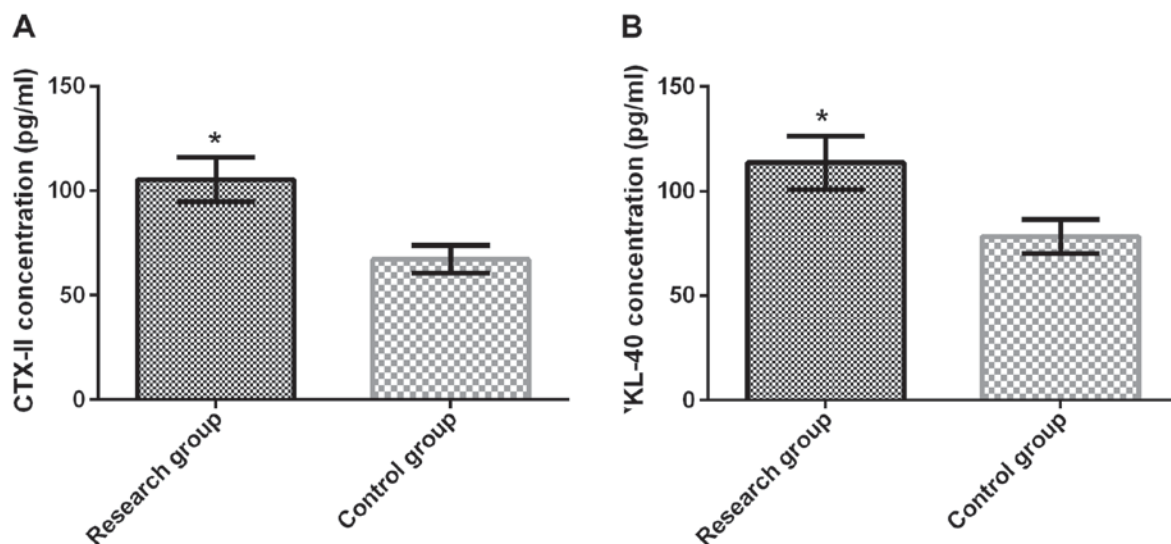 A
CTX-II concentration (pg/ml)
150
100
50
0
*
Research group
Control group
B
KL-40 concentration (pg/ml)
150
100
50
0
*
Research group
Control group